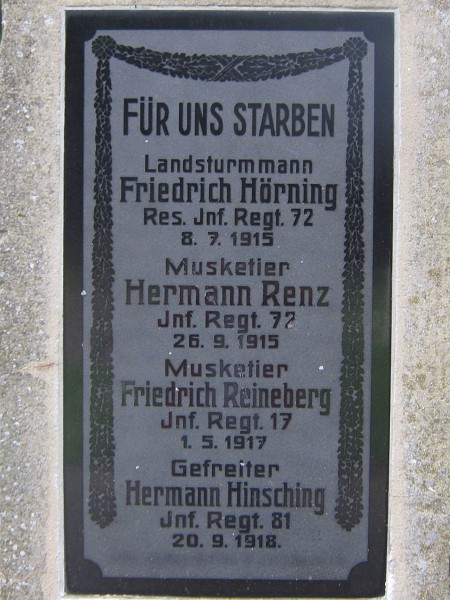 FÜR UNS STARBEN
Landsturmmann
Friedrich Hörning
Res. Jnf. Regt. 72
8. 7. 1915
Musketier
Hermann Renz
Jnf. Regt. 72
26. 9. 1915
Musketier
Friedrich Reineberg
Jnf. Regt. 17
1. 5. 1917
Gefreiter
Hermann Hinsching
Jnf. Regt. 81
20. 9. 1918.